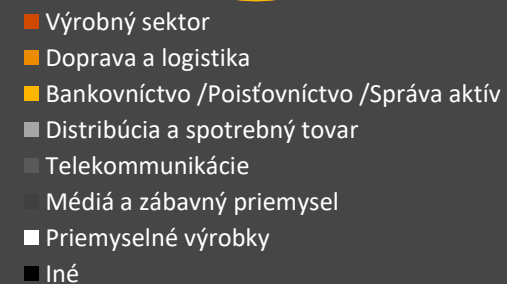 Výrobný sektor
Doprava a logistika
Bankovníctvo /Poisťovníctvo /Správa aktív
Distribúcia a spotrebný tovar
Telekommunikácie
Médiá a zábavný priemysel
Priemyselné výrobky
Iné